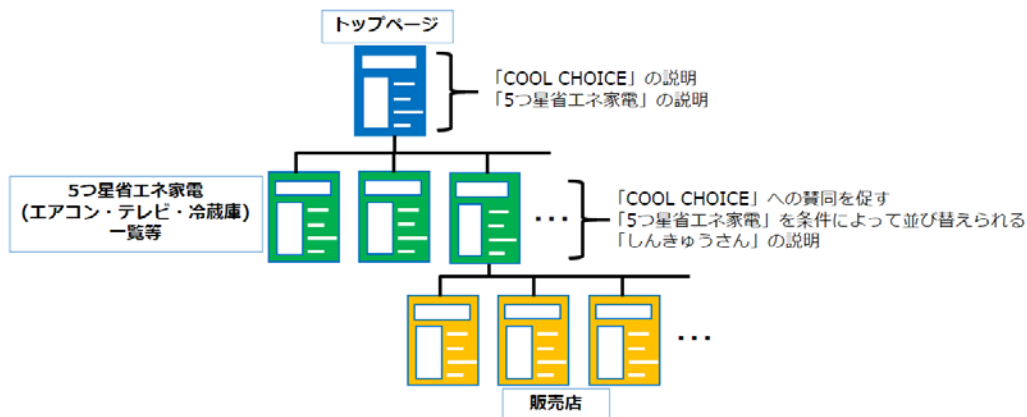 トップページ
「COOL CHOICE」の説明
「5つ星省エネ家電」の説明
5つ星省エネ家電
(エアコン・テレビ・冷蔵庫)
一覧等
「COOL CHOICE」への賛同を促す
「5つ星省エネ家電」を条件によって並び替えられる
「しんきゅうさん」の説明
...
...
販売店